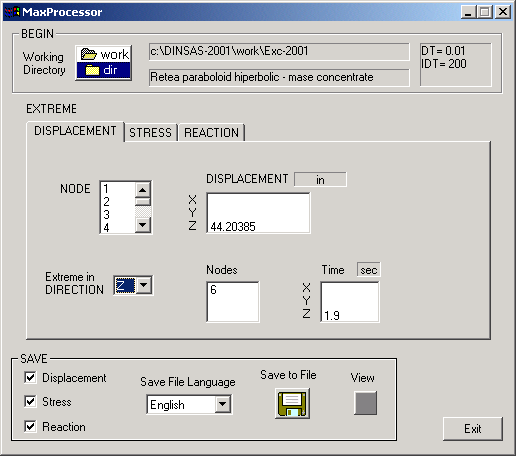 MaxProcessor
BEGIN
Working
Directory
work
dir
c:\DINSAS-2001\work\Exc-2001
Retea paraboloid hiperbolic - mase concentrate
DT= 0.01
IDT= 200
EXTREME
DISPLACEMENT STRESS REACTION
NODE
1
2
3
4
DISPLACEMENT in
X
Y
Z 44.20385
Extreme in
DIRECTION
Z
Nodes
6
Time sec
X
Y
Z 1.9
SAVE
Displacement
Stress
Reaction
Save File Language
English
Save to File
View
Exit